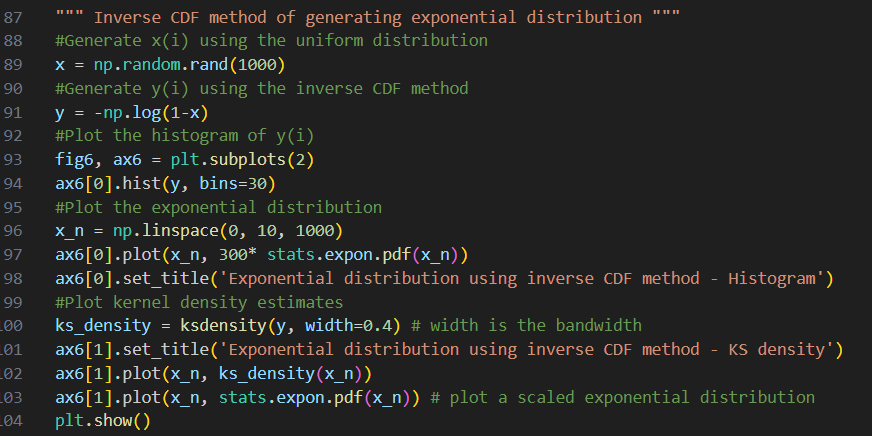 87 """ Inverse CDF method of generating exponential distribution """
88 #Generate x(i) using the uniform distribution
89 x = np.random.rand(1000)
90 #Generate y(i) using the inverse CDF method
91 y = -np.log(1-x)
92 #Plot the histogram of y(i)
93 fig6, ax6 = plt.subplots(2)
94 ax6[0].hist(y, bins=30)
95 #Plot the exponential distribution
96 x_n = np.linspace(0, 10, 1000)
97 ax6[0].plot(x_n, 300* stats.expon.pdf(x_n))
98 ax6[0].set_title('Exponential distribution using inverse CDF method - Histogram')
99 #Plot kernel density estimates
100 ks_density = ksdensity(y, width=0.4) # width is the bandwidth
101 ax6[1].set_title('Exponential distribution using inverse CDF method - KS density')
102 ax6[1].plot(x_n, ks_density(x_n))
103 ax6[1].plot(x_n, stats.expon.pdf(x_n)) # plot a scaled exponential distribution
104 plt.show()